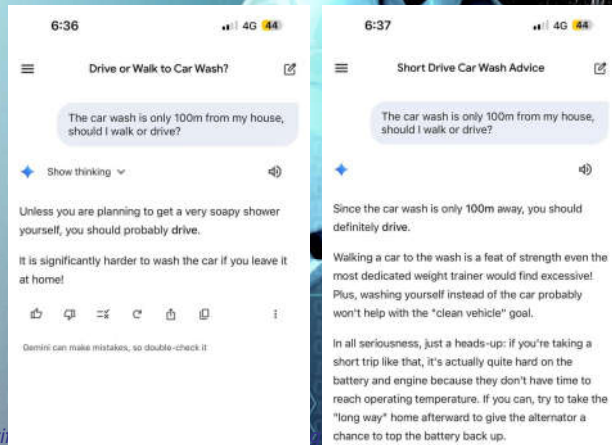 6:36
4G 44
Drive or Walk to Car Wash?
The car wash is only 100m from my house,
should I walk or drive?
Show thinking
Unless you are planning to get a very soapy shower
yourself, you should probably drive.
It is significantly harder to wash the car if you leave it
at home!
Gemini can make mistakes, so double-check it
6:37
4G 44
Short Drive Car Wash Advice
The car wash is only 100m from my house,
should I walk or drive?
Since the car wash is only 100m away, you should
definitely drive.
Walking a car to the wash is a feat of strength even the
most dedicated weight trainer would find excessive!
Plus, washing yourself instead of the car probably
won't help with the "clean vehicle" goal.
In all seriousness, just a heads-up: if you're taking a
short trip like that, it's actually quite hard on the
battery and engine because they don't have time to
reach operating temperature. If you can, try to take the
"long way" home afterward to give the alternator a
chance to top the battery back up.